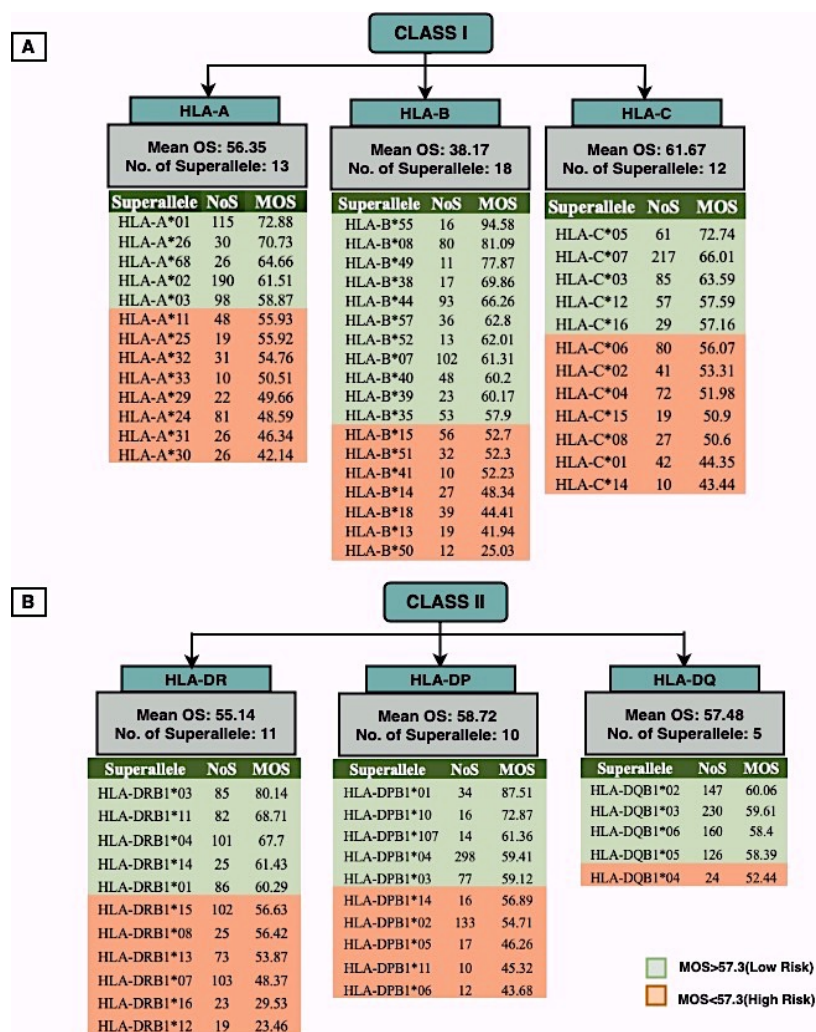 A
CLASS I
HLA-A
Mean OS: 56.35
No. of Superallele: 13
Superallele NoS MOS
HLA-A*01 115 72.88
HLA-A*26 30 70.73
HLA-A*68 26 64.66
HLA-A*02 190 61.51
HLA-A*03 98 58.87
HLA-A*11 48 55.93
HLA-A*25 19 55.92
HLA-A*32 31 54.76
HLA-A*33 10 50.51
HLA-A*29 22 49.66
HLA-A*24 81 48.59
HLA-A*31 26 46.34
HLA-A*30 26 42.14
HLA-B
Mean OS: 38.17
No. of Superallele: 18
Superallele NoS MOS
HLA-B*55 16 94.58
HLA-B*08 80 81.09
HLA-B*49 11 77.87
HLA-B*38 17 69.86
HLA-B*44 93 66.26
HLA-B*57 36 62.8
HLA-B*52 13 62.01
HLA-B*07 102 61.31
HLA-B*40 48 60.2
HLA-B*39 23 60.17
HLA-B*35 53 57.9
HLA-B*15 56 52.7
HLA-B*51 32 52.3
HLA-B*41 10 52.23
HLA-B*14 27 48.34
HLA-B*18 39 44.41
HLA-B*13 19 41.94
HLA-B*50 12 25.03
HLA-C
Mean OS: 61.67
No. of Superallele: 12
Superallele NoS MOS
HLA-C*05 61 72.74
HLA-C*07 217 66.01
HLA-C*03 85 63.59
HLA-C*12 57 57.59
HLA-C*16 29 57.16
HLA-C*06 80 56.07
HLA-C*02 41 53.31
HLA-C*04 72 51.98
HLA-C*15 19 50.9
HLA-C*08 27 50.6
HLA-C*01 42 44.35
HLA-C*14 10 43.44
B
CLASS II
HLA-DR
Mean OS: 55.14
No. of Superallele: 11
Superallele NoS MOS
HLA-DRB1*03 85 80.14
HLA-DRB1*11 82 68.71
HLA-DRB1*04 101 67.7
HLA-DRB1*14 25 61.43
HLA-DRB1*01 86 60.29
HLA-DRB1*15 102 56.63
HLA-DRB1*08 25 56.42
HLA-DRB1*13 73 53.87
HLA-DRB1*07 103 48.37
HLA-DRB1*16 23 29.53
HLA-DRB1*12 19 23.46
HLA-DP
Mean OS: 58.72
No. of Superallele: 10
Superallele NoS MOS
HLA-DPB1*01 34 87.51
HLA-DPB1*10 16 72.87
HLA-DPB1*107 14 61.36
HLA-DPB1*04 298 59.41
HLA-DPB1*03 77 59.12
HLA-DPB1*14 16 56.89
HLA-DPB1*02 133 54.71
HLA-DPB1*05 17 46.26
HLA-DPB1*11 10 45.32
HLA-DPB1*06 12 43.68
HLA-DQ
Mean OS: 57.48
No. of Superallele: 5
Superallele NoS MOS
HLA-DQB1*02 147 60.06
HLA-DQB1*03 230 59.61
HLA-DQB1*06 160 58.4
HLA-DQB1*05 126 58.39
HLA-DQB1*04 24 52.44
MOS>57.3(Low Risk)
MOS<57.3(High Risk)